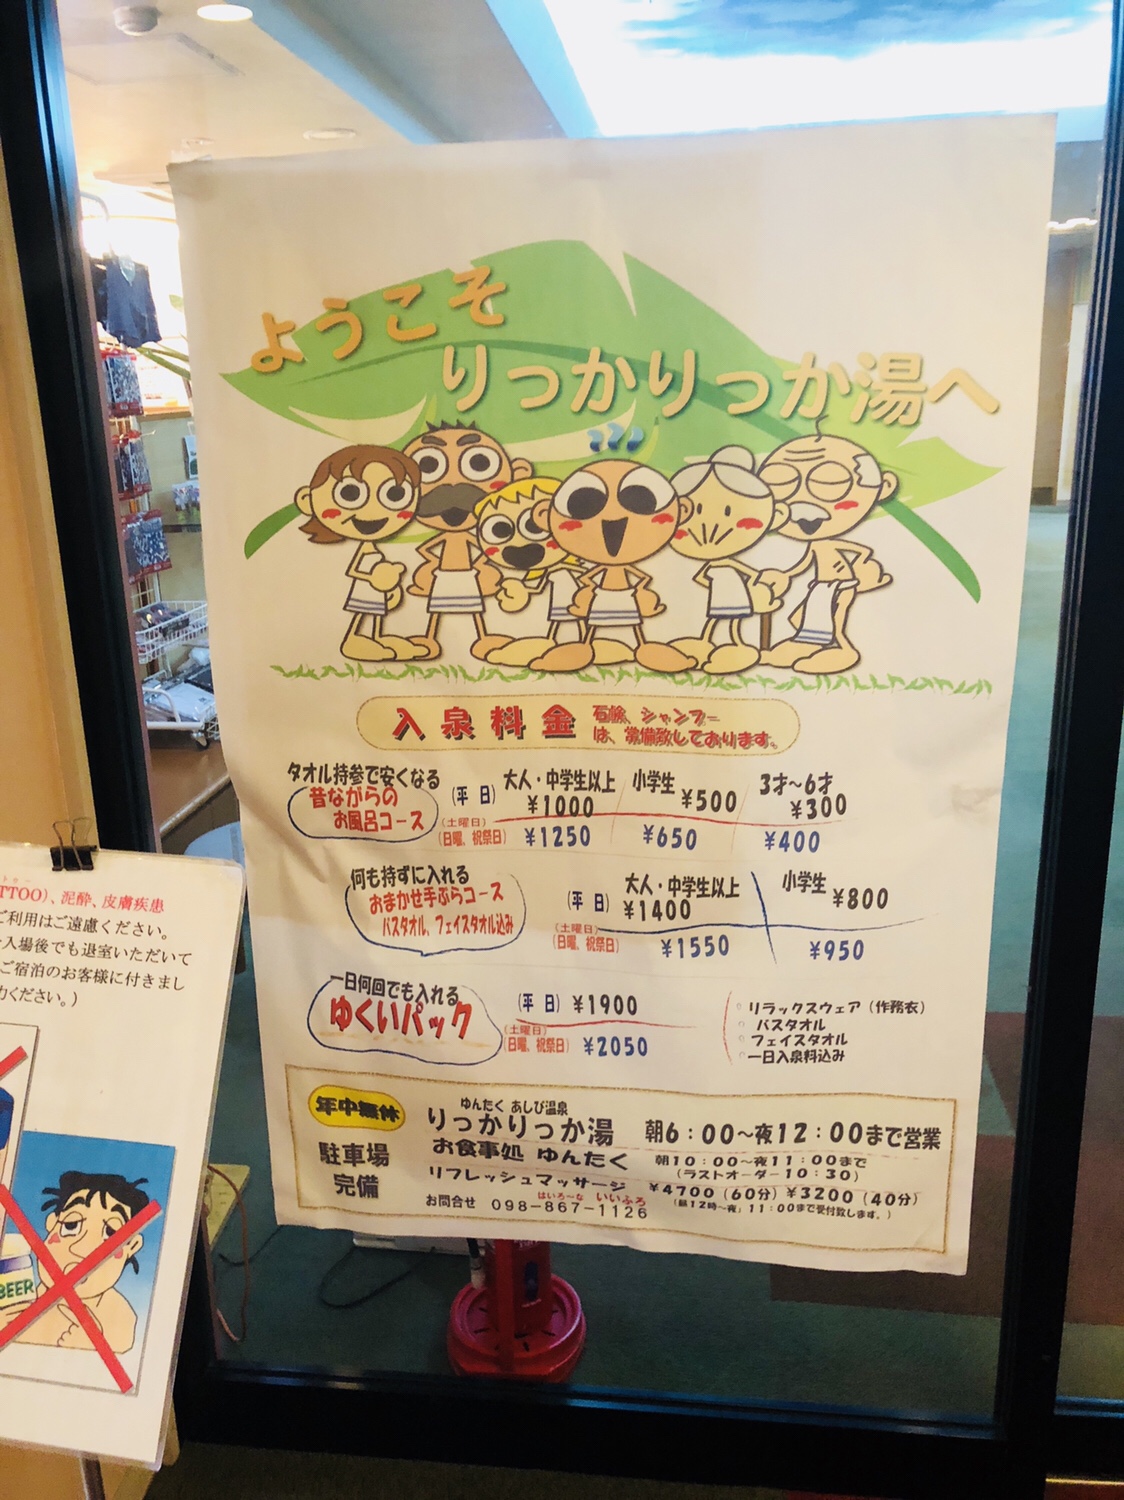 ようこそ
りっかりっか湯へ
入泉料金 石鹸、シャンプー
は、常備致しております。
タオル持参で安くなる
昔ながらの
お風呂コース
(平 日) 大人・中学生以上 ¥1000 小学生 ¥500 3才〜6才 ¥300
(土曜日)
(日曜、祝祭日) ¥1250 ¥650 ¥400
何も持ずに入れる
おまかせ手ぶらコース
バスタオル、フェイスタオル込み
(平 日) 大人・中学生以上 ¥1400 小学生 ¥800
(土曜日)
(日曜、祝祭日) ¥1550 ¥950
一日何回でも入れる
ゆくいパック
(平 日) ¥1900
(土曜日)
(日曜、祝祭日) ¥2050
リラックスウェア(作務衣)
バスタオル
フェイスタオル
一日入泉料込み
年中無休
駐車場
完備
ゆんたく あしび温泉
りっかりっか湯 朝6:00〜夜12:00まで営業
お食事処 ゆんたく 朝10:00〜夜11:00まで
(ラストオーダー10:30)
リフレッシュマッサージ ¥4700(60分)¥3200(40分)
(昼12時〜夜11:00まで受付致します。)
はいろーな いいふろ
お問合せ 098-867-1126
TTOO)、泥酔、皮膚疾患
ご利用はご遠慮ください。
入場後でも退室いただいて
ご宿泊のお客様に付きまし
ください。)
BEER